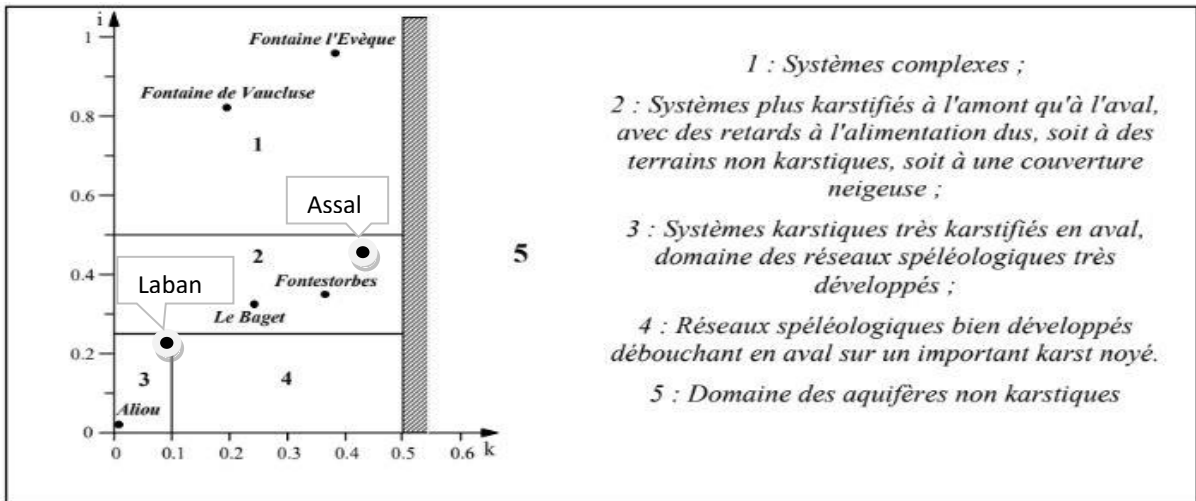 i
1
Fontaine l'Evèque
Fontaine de Vaucluse
0.8
1
0.6
Assal
2
0.4
Fontestorbes
Laban
Le Baget
0.2
3
4
Aliou
0
0
0.1
0.2
0.3
0.4
0.5
0.6
k
5
1 : Systèmes complexes ;
2 : Systèmes plus karstifiés à l'amont qu'à l'aval,
avec des retards à l'alimentation dus, soit à des
terrains non karstiques, soit à une couverture
neigeuse ;
3 : Systèmes karstiques très karstifiés en aval,
domaine des réseaux spéléologiques très
développés ;
4 : Réseaux spéléologiques bien développés
débouchant en aval sur un important karst noyé.
5 : Domaine des aquifères non karstiques